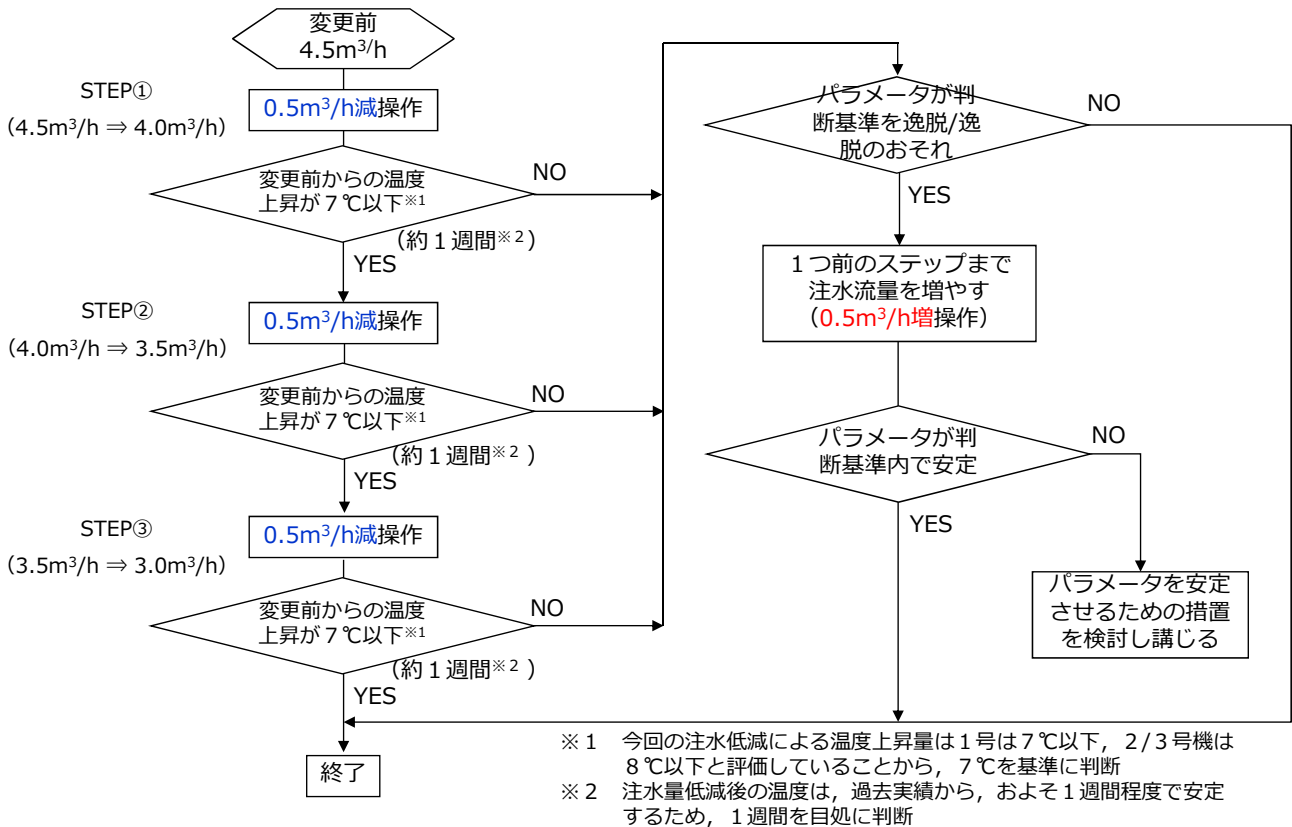 変更前
4.5m³/h
STEP①
（4.5m³/h ⇒ 4.0m³/h）
0.5m³/h減操作
変更前からの温度
上昇が７℃以下※1
NO
（約１週間※２）
YES
STEP②
（4.0m³/h ⇒ 3.5m³/h）
0.5m³/h減操作
変更前からの温度
上昇が７℃以下※1
NO
（約１週間※２）
YES
STEP③
（3.5m³/h ⇒ 3.0m³/h）
0.5m³/h減操作
変更前からの温度
上昇が７℃以下※1
NO
（約１週間※２）
YES
終了
パラメータが判
断基準を逸脱/逸
脱のおそれ
NO
YES
１つ前のステップまで
注水流量を増やす
（0.5m³/h増操作）
パラメータが判
断基準内で安定
NO
YES
パラメータを安定
させるための措置
を検討し講じる
※１　今回の注水低減による温度上昇量は１号は７℃以下，２/３号機は
８℃以下と評価していることから，７℃を基準に判断
※２　注水量低減後の温度は，過去実績から，およそ１週間程度で安定
するため，１週間を目処に判断